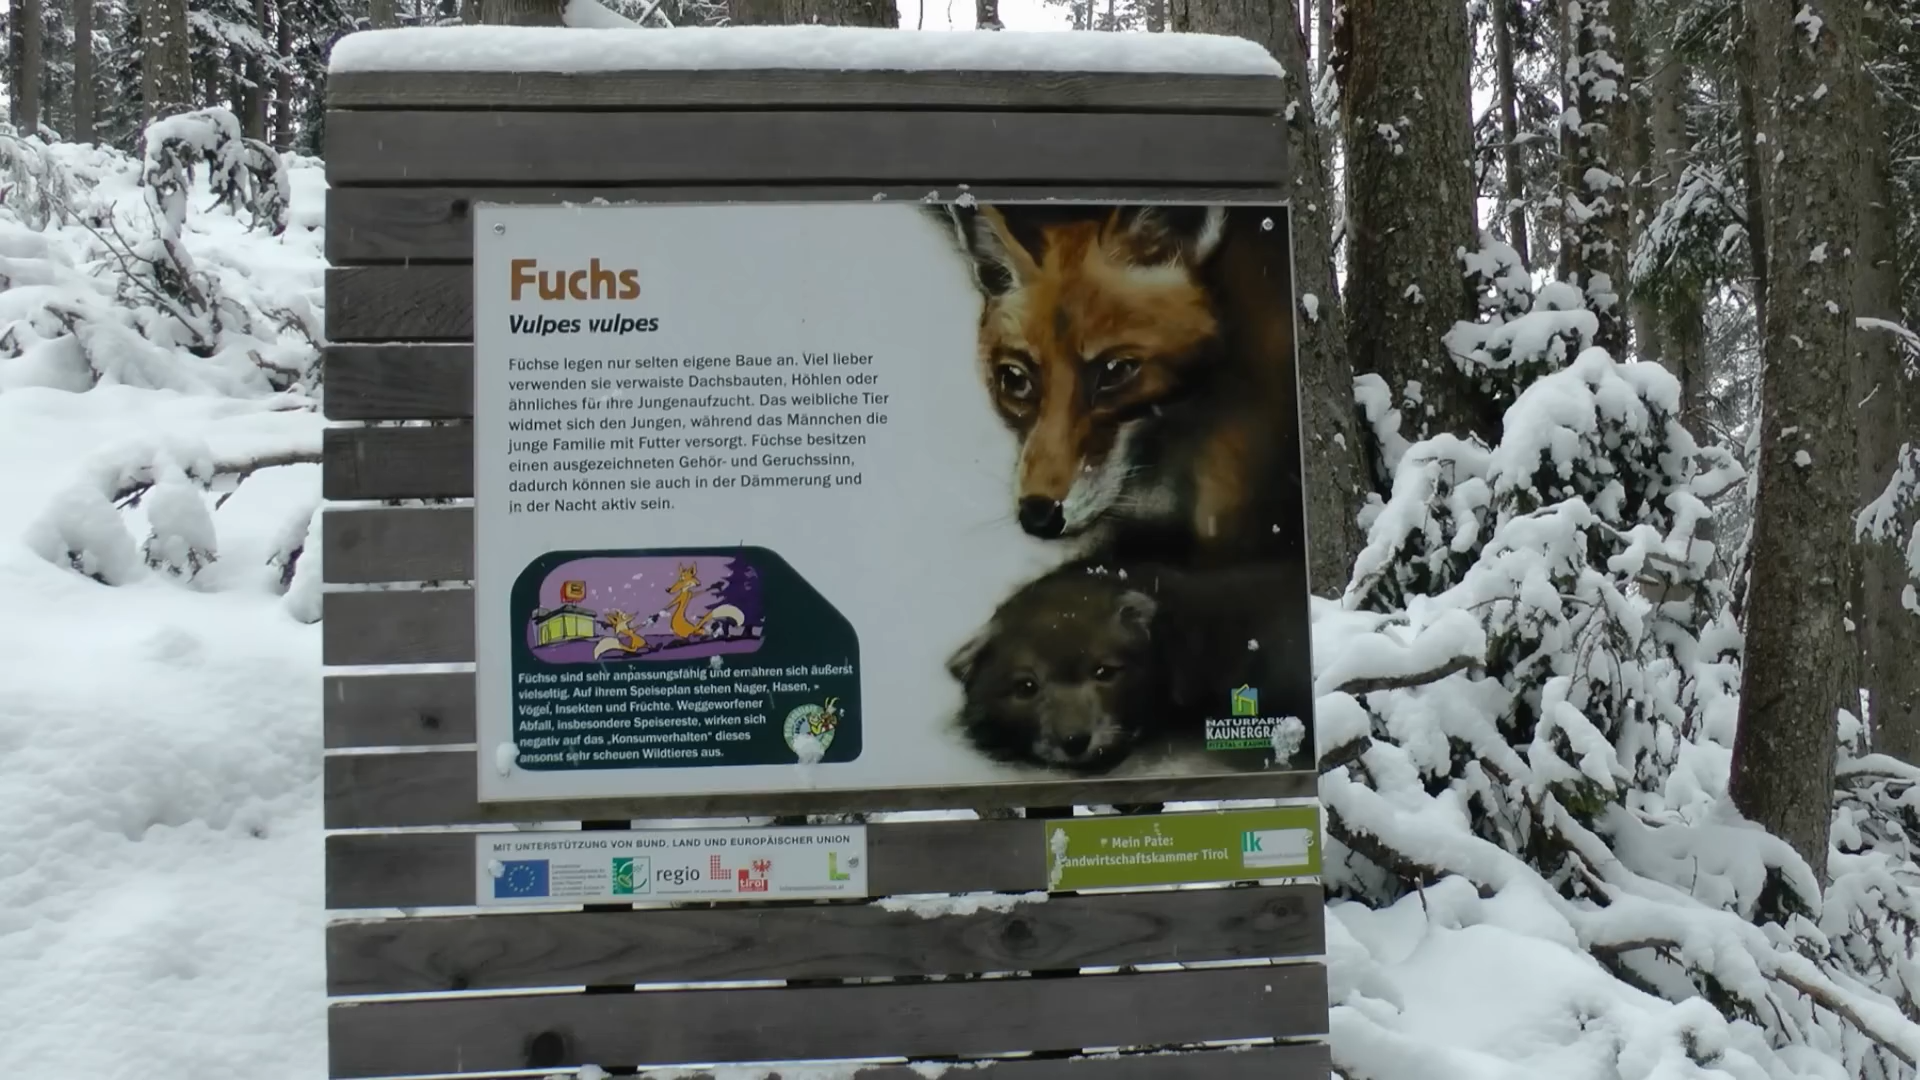 Fuchs
Vulpes vulpes
Füchse legen nur selten eigene Baue an. Viel lieber
verwenden sie verwaiste Dachsbauten, Höhlen oder
ähnliches für ihre Jungenaufzucht. Das weibliche Tier
widmet sich den Jungen, während das Männchen die
junge Familie mit Futter versorgt. Füchse besitzen
einen ausgezeichneten Gehör- und Geruchssinn,
dadurch können sie auch in der Dämmerung und
in der Nacht aktiv sein.
Füchse sind sehr anpassungsfähig und ernähren sich äußerst
vielseitig. Auf ihrem Speiseplan stehen Nager, Hasen,
Vögel, Insekten und Früchte. Weggeworfener
Abfall, insbesondere Speisereste, wirken sich
negativ auf das „Konsumverhalten" dieses
ansonst sehr scheuen Wildtieres aus.
NATURPARK
KAUNERGRA
MIT UNTERSTÜTZUNG VON BUND, LAND UND EUROPÄISCHER UNION
regio
tirol
Mein Pate:
andwirtschaftskammer Tirol
lk